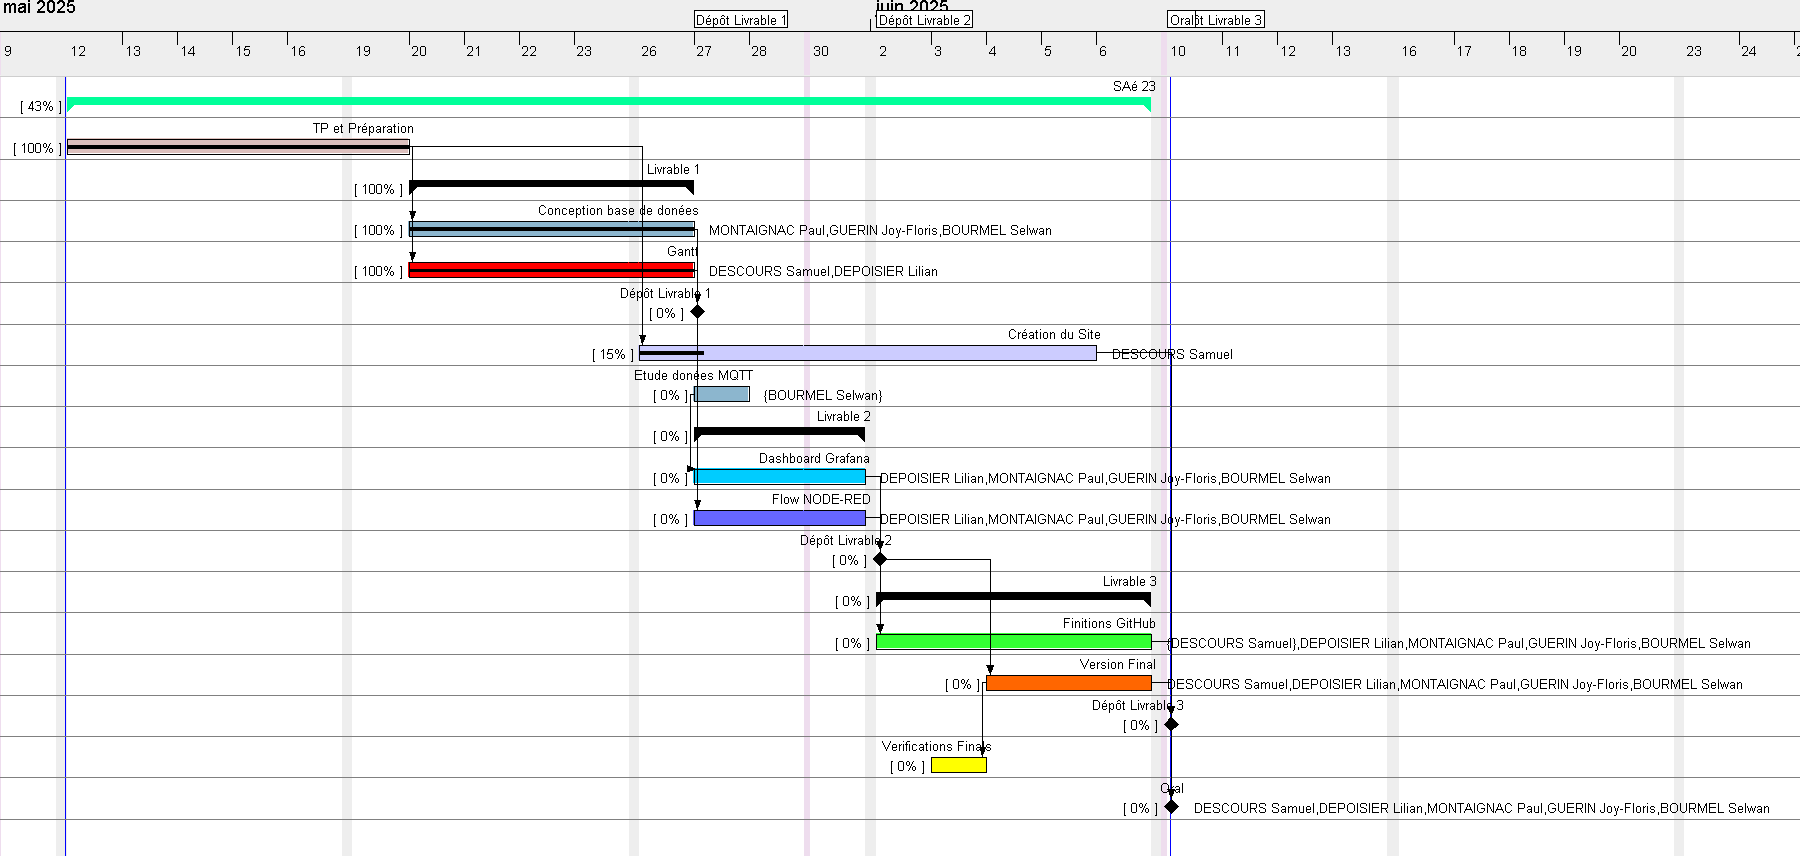 mai 2025
juin 2025
Dépôt Livrable 1
Dépôt Livrable 2
Oral
ôt Livrable 3
9 12 13 14 15 16 19 20 21 22 23 26 27 28 30 2 3 4 5 6 10 11 12 13 16 17 18 19 20 23 24
SAé 23
[ 43% ]
TP et Préparation
[ 100% ]
Livrable 1
[ 100% ]
Conception base de donées
[ 100% ] MONTAIGNAC Paul,GUERIN Joy-Floris,BOURMEL Selwan
Gantt
[ 100% ] DESCOURS Samuel,DEPOISIER Lilian
Dépôt Livrable 1
[ 0% ]
Création du Site
[ 15% ] DESCOURS Samuel
Etude donées MQTT
[ 0% ] {BOURMEL Selwan}
Livrable 2
[ 0% ]
Dashboard Grafana
[ 0% ] DEPOISIER Lilian,MONTAIGNAC Paul,GUERIN Joy-Floris,BOURMEL Selwan
Flow NODE-RED
[ 0% ] DEPOISIER Lilian,MONTAIGNAC Paul,GUERIN Joy-Floris,BOURMEL Selwan
Dépôt Livrable 2
[ 0% ]
Livrable 3
[ 0% ]
Finitions GitHub
[ 0% ] {DESCOURS Samuel},DEPOISIER Lilian,MONTAIGNAC Paul,GUERIN Joy-Floris,BOURMEL Selwan
Version Final
[ 0% ] DESCOURS Samuel,DEPOISIER Lilian,MONTAIGNAC Paul,GUERIN Joy-Floris,BOURMEL Selwan
Dépôt Livrable 3
[ 0% ]
Verifications Finals
[ 0% ]
Oral
[ 0% ] DESCOURS Samuel,DEPOISIER Lilian,MONTAIGNAC Paul,GUERIN Joy-Floris,BOURMEL Selwan